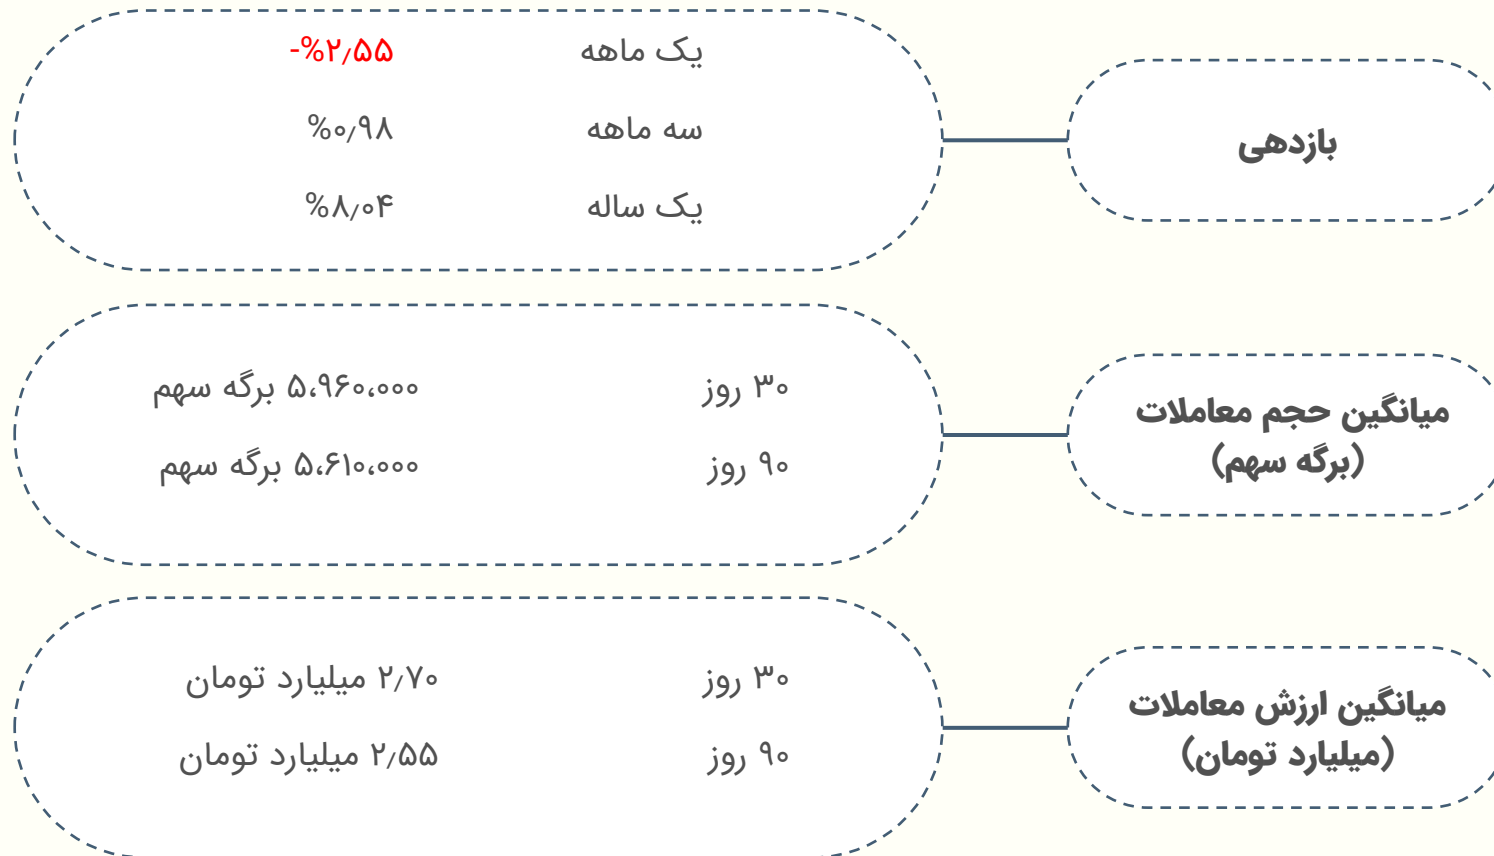 بازدهی
یک ماهه -%۲٫۵۵
سه ماهه %۰٫۹۸
یک ساله %۸٫۰۴
میانگین حجم معاملات
(برگه سهم)
۳۰ روز ۵،۹۶۰،۰۰۰ برگه سهم
۹۰ روز ۵،۶۱۰،۰۰۰ برگه سهم
میانگین ارزش معاملات
(میلیارد تومان)
۳۰ روز ۲٫۷۰ میلیارد تومان
۹۰ روز ۲٫۵۵ میلیارد تومان